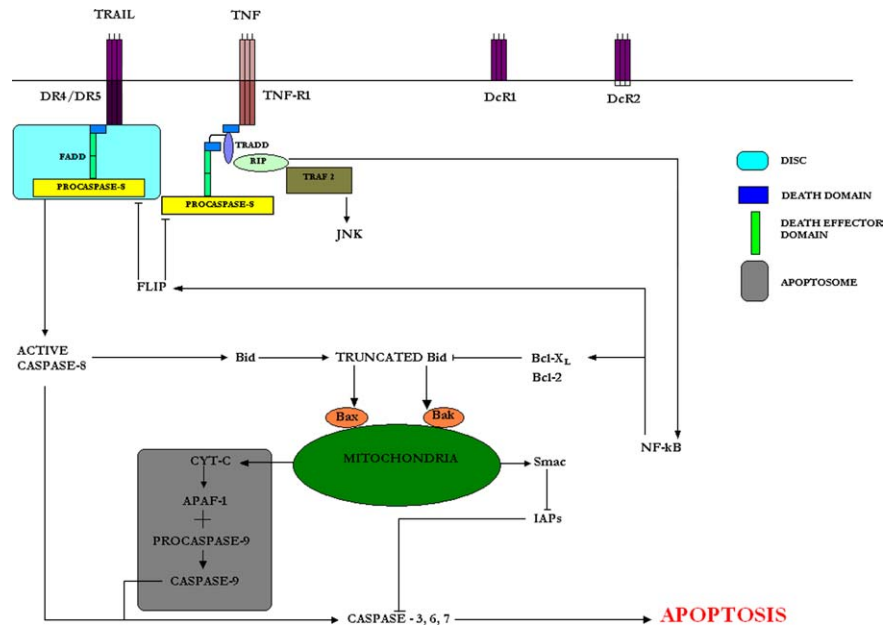 TRAIL
TNF
DR4/DR5
TNF-R1
DcR1
DcR2
FADD
TRADD
RIP
PROCASPASE-8
TRAF 2
PROCASPASE-8
JNK
DISC
DEATH DOMAIN
DEATH EFFECTOR
DOMAIN
APOPTOSOME
FLIP
ACTIVE
CASPASE-8
Bid
TRUNCATED Bid
Bcl-XL
Bcl-2
Bax
Bak
NF-kB
CYT-C
MITOCHONDRIA
Smac
APAF-1
IAPs
PROCASPASE-9
CASPASE-9
CASPASE - 3, 6, 7
APOPTOSIS